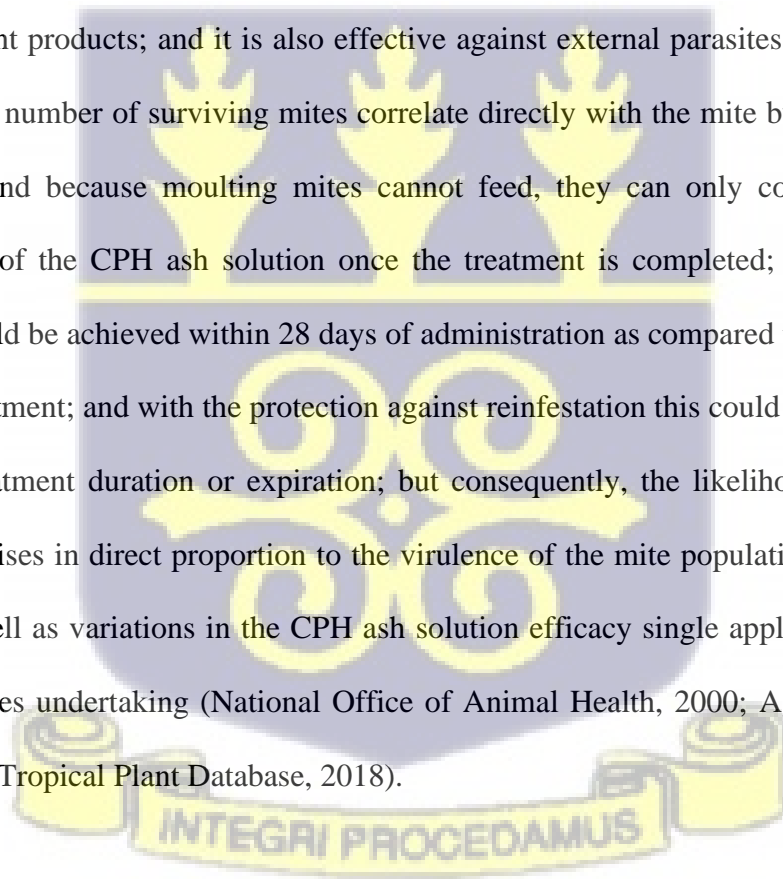 nt products; and it is also effective against external parasites
number of surviving mites correlate directly with the mite b
nd because moulting mites cannot feed, they can only co
of the CPH ash solution once the treatment is completed;
ld be achieved within 28 days of administration as compared
tment; and with the protection against reinfestation this could
atment duration or expiration; but consequently, the likeliho
ises in direct proportion to the virulence of the mite populati
ell as variations in the CPH ash solution efficacy single appl
es undertaking (National Office of Animal Health, 2000; A
Tropical Plant Database, 2018).
INTEGRI PROCEDAMUS